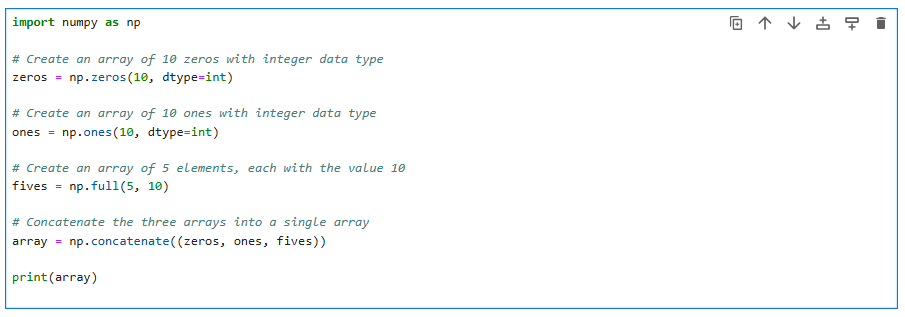 import numpy as np
# Create an array of 10 zeros with integer data type
zeros = np.zeros(10, dtype=int)
# Create an array of 10 ones with integer data type
ones = np.ones(10, dtype=int)
# Create an array of 5 elements, each with the value 10
fives = np.full(5, 10)
# Concatenate the three arrays into a single array
array = np.concatenate((zeros, ones, fives))
print(array)